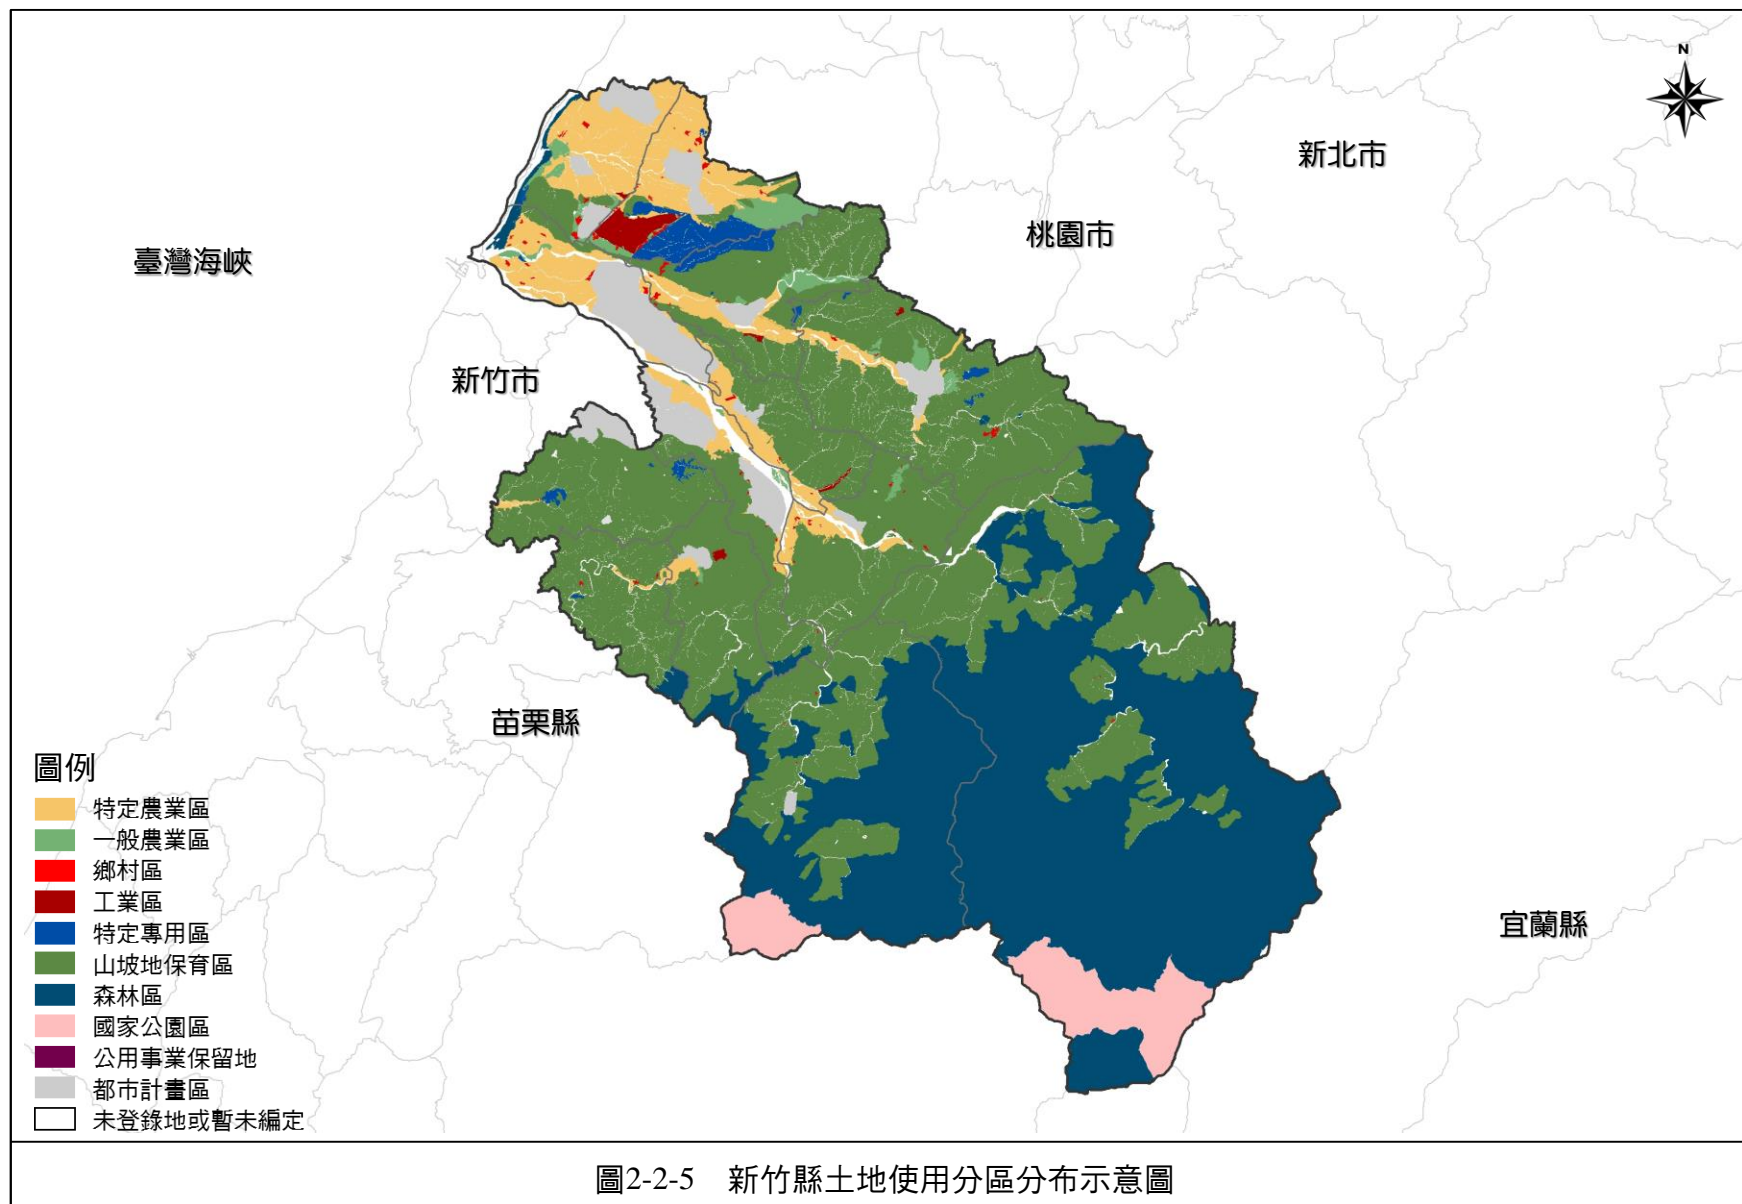 N
新北市
桃園市
臺灣海峽
新竹市
苗栗縣
宜蘭縣
圖例
特定農業區
一般農業區
鄉村區
工業區
特定專用區
山坡地保育區
森林區
國家公園區
公用事業保留地
都市計畫區
未登錄地或暫未編定
圖2-2-5 新竹縣土地使用分區分布示意圖